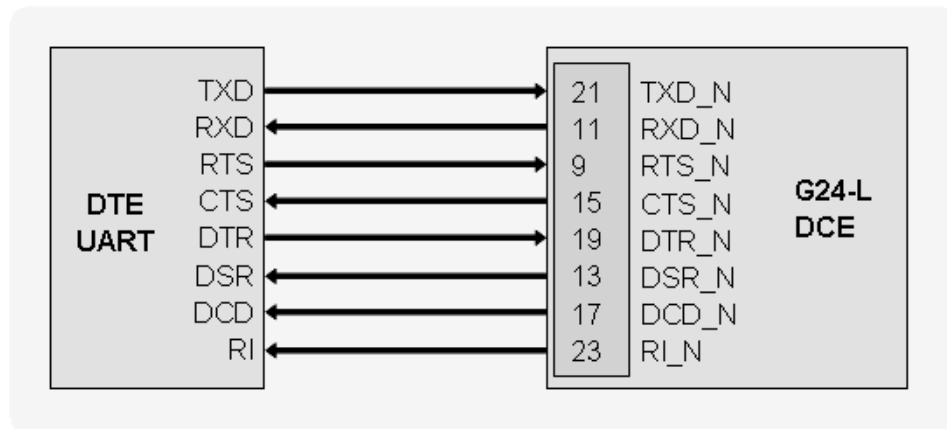 TXD 21 TXD_N
RXD 11 RXD_N
RTS 9 RTS_N
CTS 15 CTS_N
DTR 19 DTR_N
DSR 13 DSR_N
DCD 17 DCD_N
RI 23 RI_N
DTE
UART
G24-L
DCE